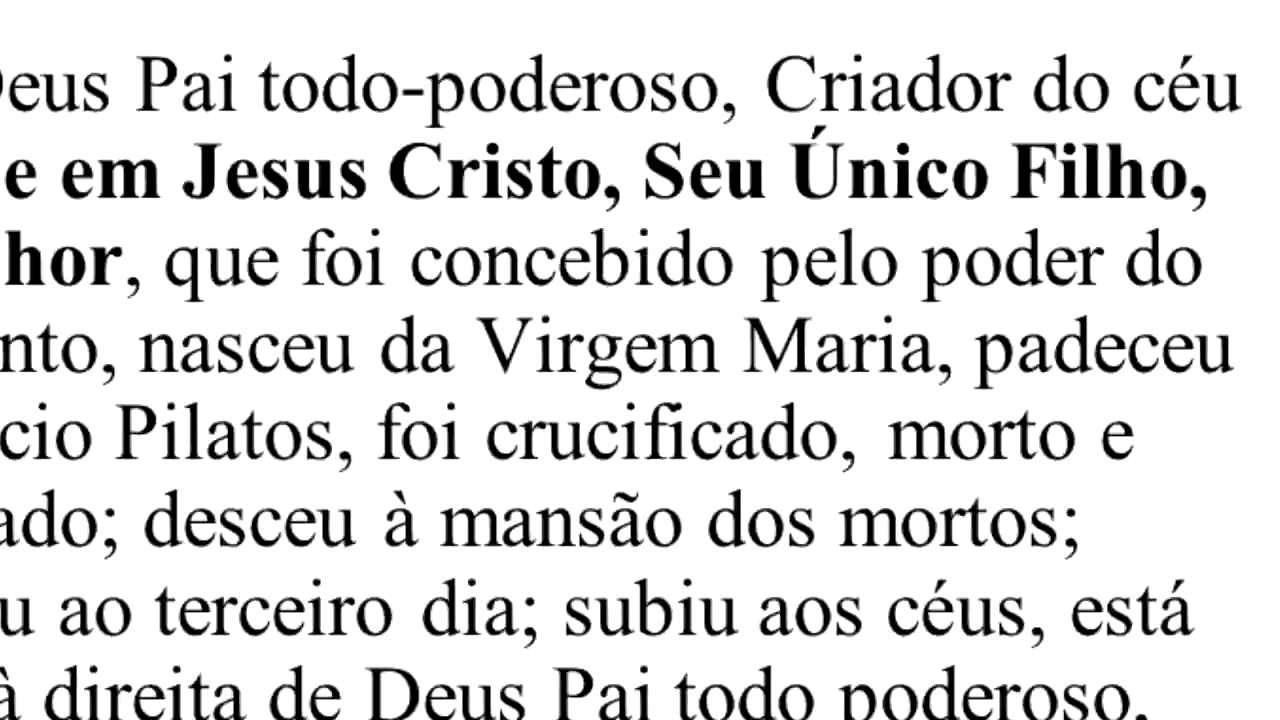 Deus Pai todo-poderoso, Criador do céu
e em Jesus Cristo, Seu Único Filho,
hor, que foi concebido pelo poder do
nto, nasceu da Virgem Maria, padeceu
cio Pilatos, foi crucificado, morto e
ado; desceu à mansão dos mortos;
u ao terceiro dia; subiu aos céus, está
à direita de Deus Pai todo poderoso,